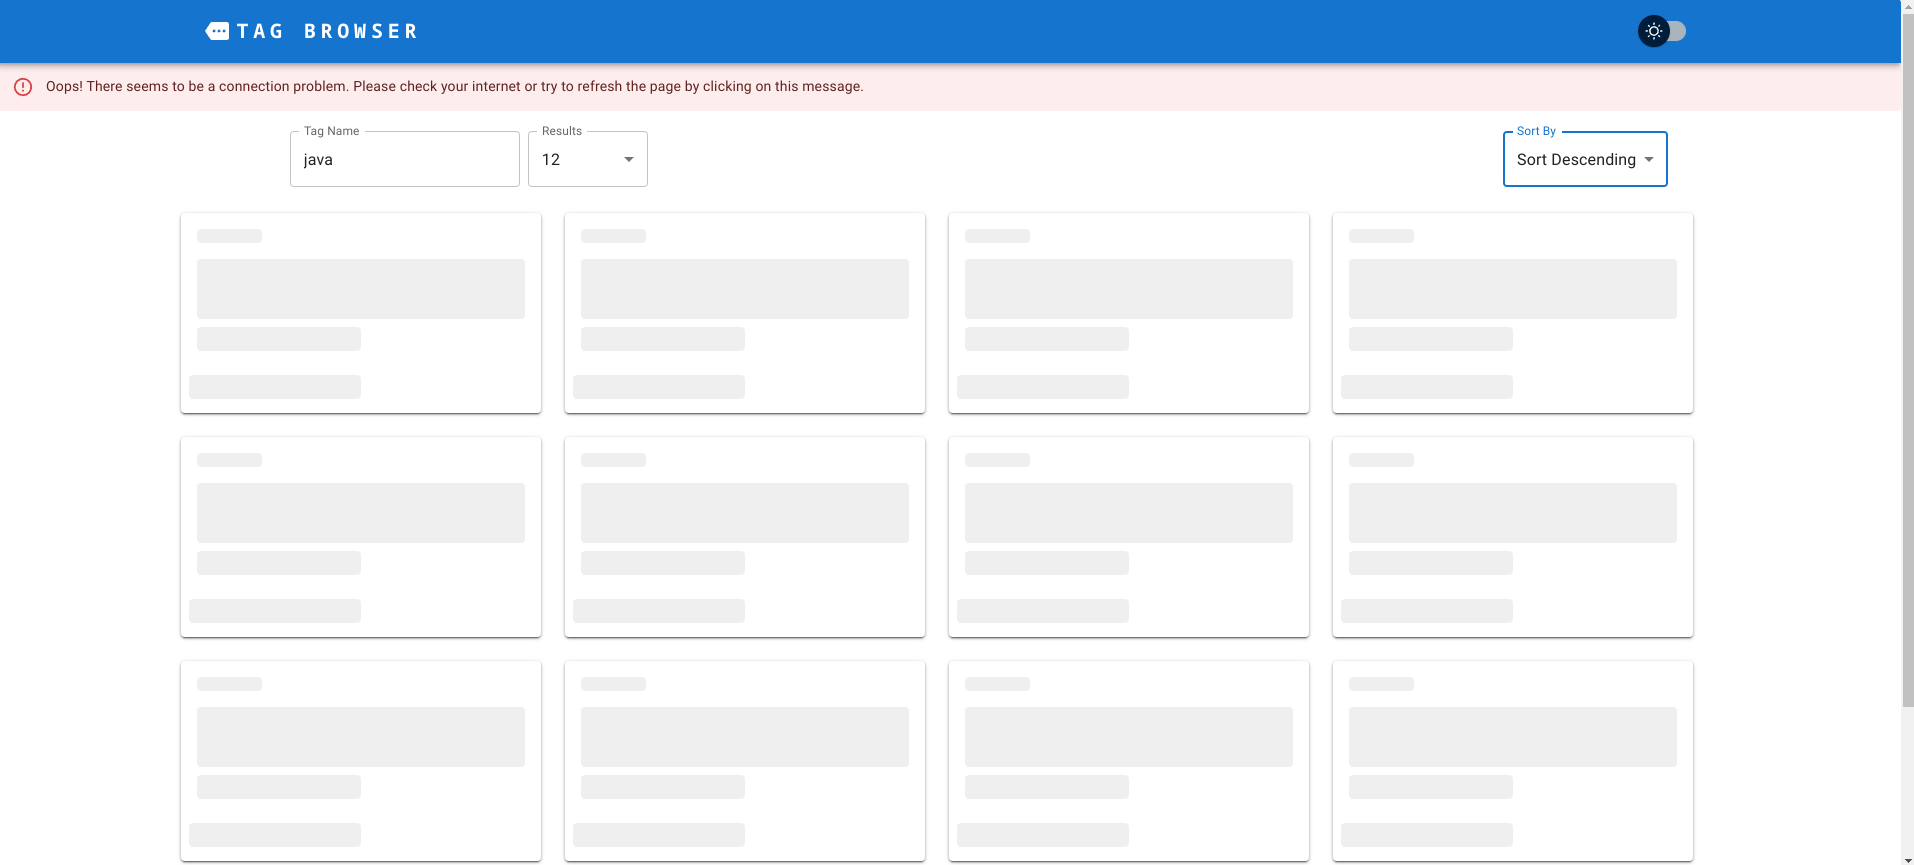 TAG BROWSER
Oops! There seems to be a connection problem. Please check your internet or try to refresh the page by clicking on this message.
Tag Name
java
Results
12
Sort By
Sort Descending